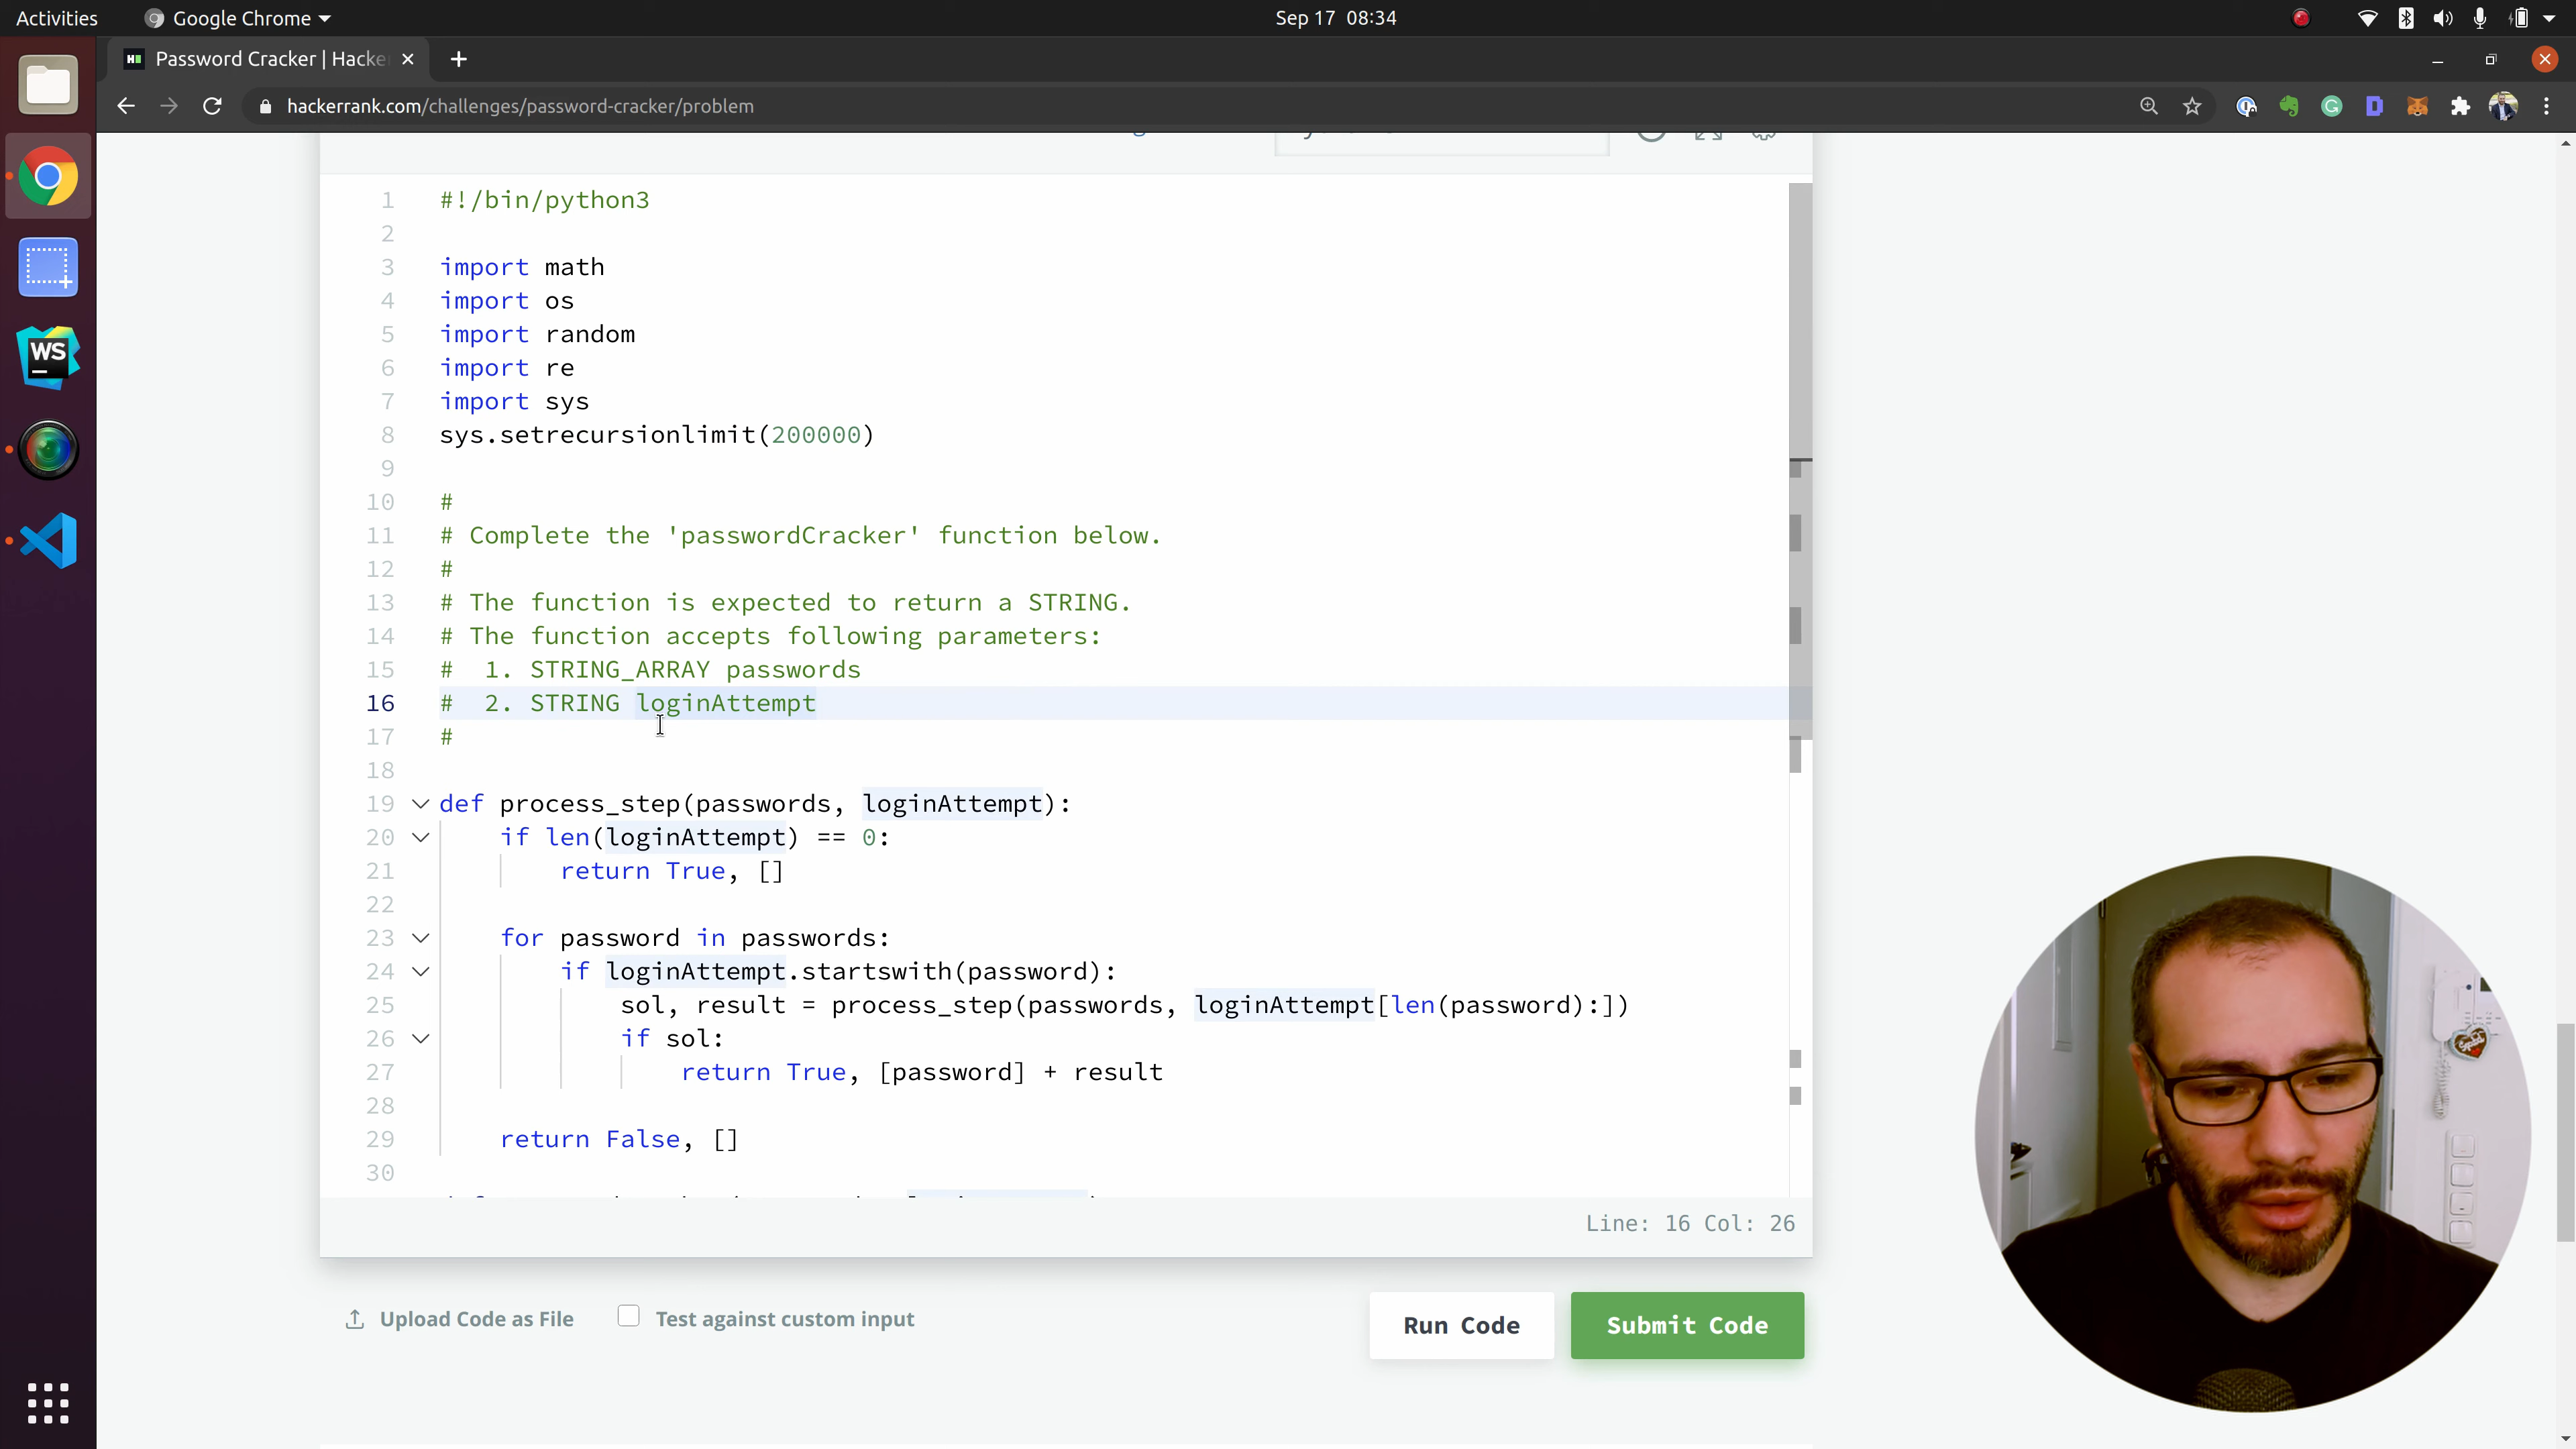 Activities
Google Chrome
Sep 17 08:34
Password Cracker | Hacke
hackerrank.com/challenges/password-cracker/problem
1 #!/bin/python3
2
3 import math
4 import os
5 import random
6 import re
7 import sys
8 sys.setrecursionlimit(200000)
9
10 #
11 # Complete the 'passwordCracker' function below.
12 #
13 # The function is expected to return a STRING.
14 # The function accepts following parameters:
15 #  1. STRING_ARRAY passwords
16 #  2. STRING loginAttempt
17 #
18
19 def process_step(passwords, loginAttempt):
20     if len(loginAttempt) == 0:
21         return True, []
22
23     for password in passwords:
24         if loginAttempt.startswith(password):
25             sol, result = process_step(passwords, loginAttempt[len(password):])
26             if sol:
27                 return True, [password] + result
28
29     return False, []
30
Line: 16 Col: 26
Upload Code as File
Test against custom input
Run Code
Submit Code
WS